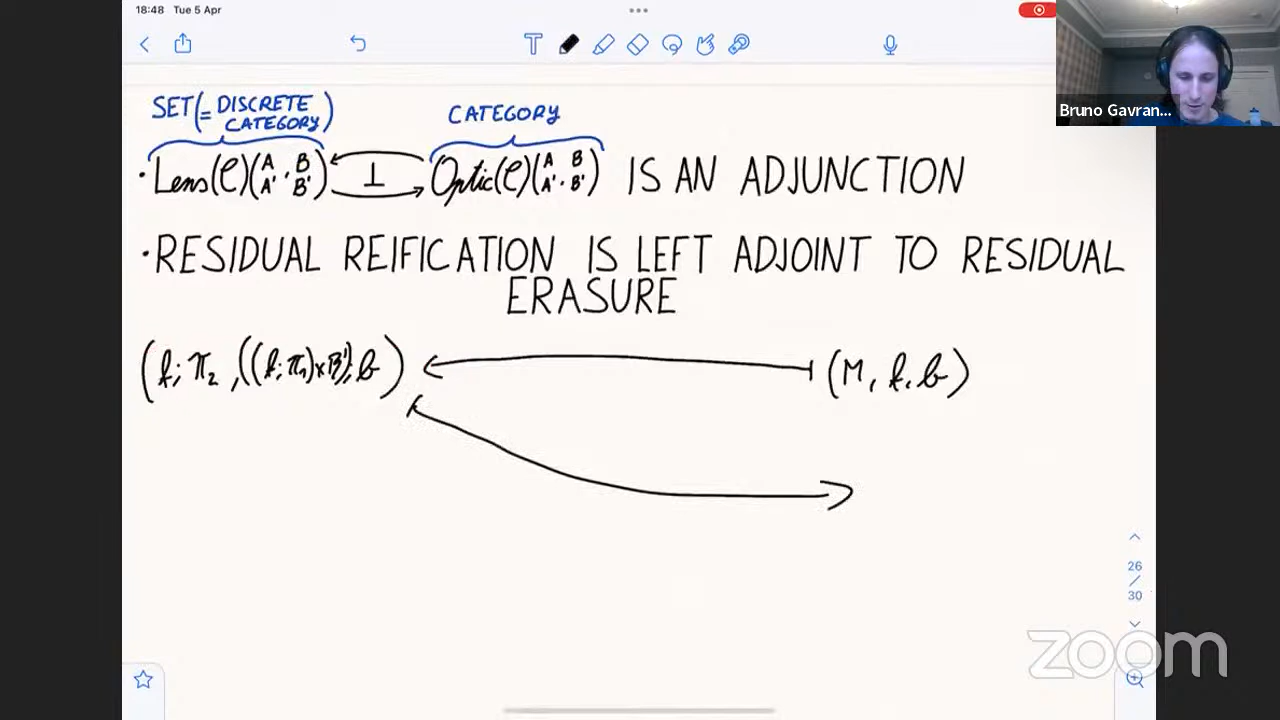 18:48 Tue 5 Apr
Bruno Gavran...
SET (= DISCRETE
CATEGORY)
CATEGORY
· Lens(C)(A B
A' . B') ⊥ Optic(C)(A B
A' . B') IS AN ADJUNCTION
· RESIDUAL REIFICATION IS LEFT ADJOINT TO RESIDUAL
ERASURE
(f; π₂, ((f; π₁)×B'); b) (M, f, b)
26
/
30
zoom